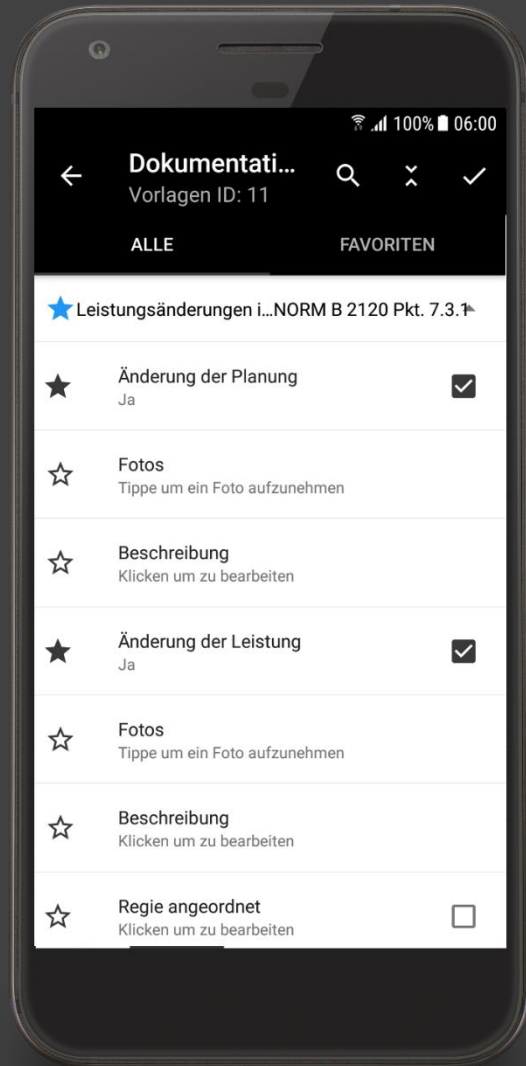 100% 06:00
Dokumentati...
Vorlagen ID: 11
ALLE FAVORITEN
Leistungsänderungen i...NORM B 2120 Pkt. 7.3.1
Änderung der Planung
Ja
Fotos
Tippe um ein Foto aufzunehmen
Beschreibung
Klicken um zu bearbeiten
Änderung der Leistung
Ja
Fotos
Tippe um ein Foto aufzunehmen
Beschreibung
Klicken um zu bearbeiten
Regie angeordnet
Klicken um zu bearbeiten